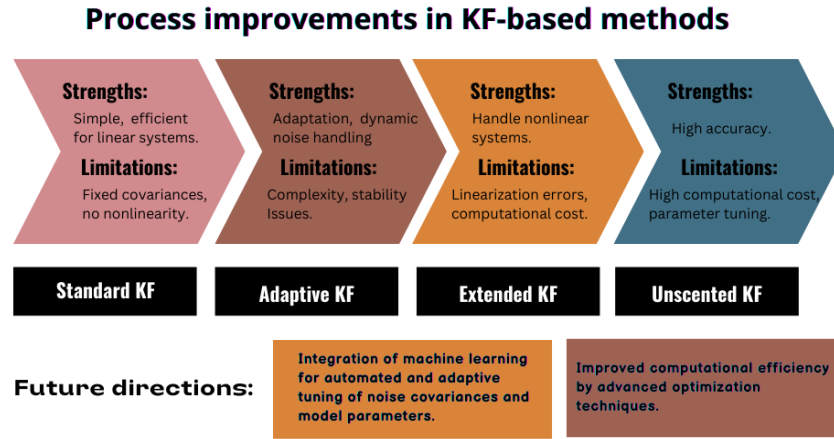 Process improvements in KF-based methods
Strengths:
Simple, efficient
for linear systems.
Limitations:
Fixed covariances,
no nonlinearity.
Strengths:
Adaptation, dynamic
noise handling
Limitations:
Complexity, stability
Issues.
Strengths:
Handle nonlinear
systems.
Limitations:
Linearization errors,
computational cost.
Strengths:
High accuracy.
Limitations:
High computational cost,
parameter tuning.
Standard KF
Adaptive KF
Extended KF
Unscented KF
Future directions:
Integration of machine learning
for automated and adaptive
tuning of noise covariances and
model parameters.
Improved computational efficiency
by advanced optimization
techniques.